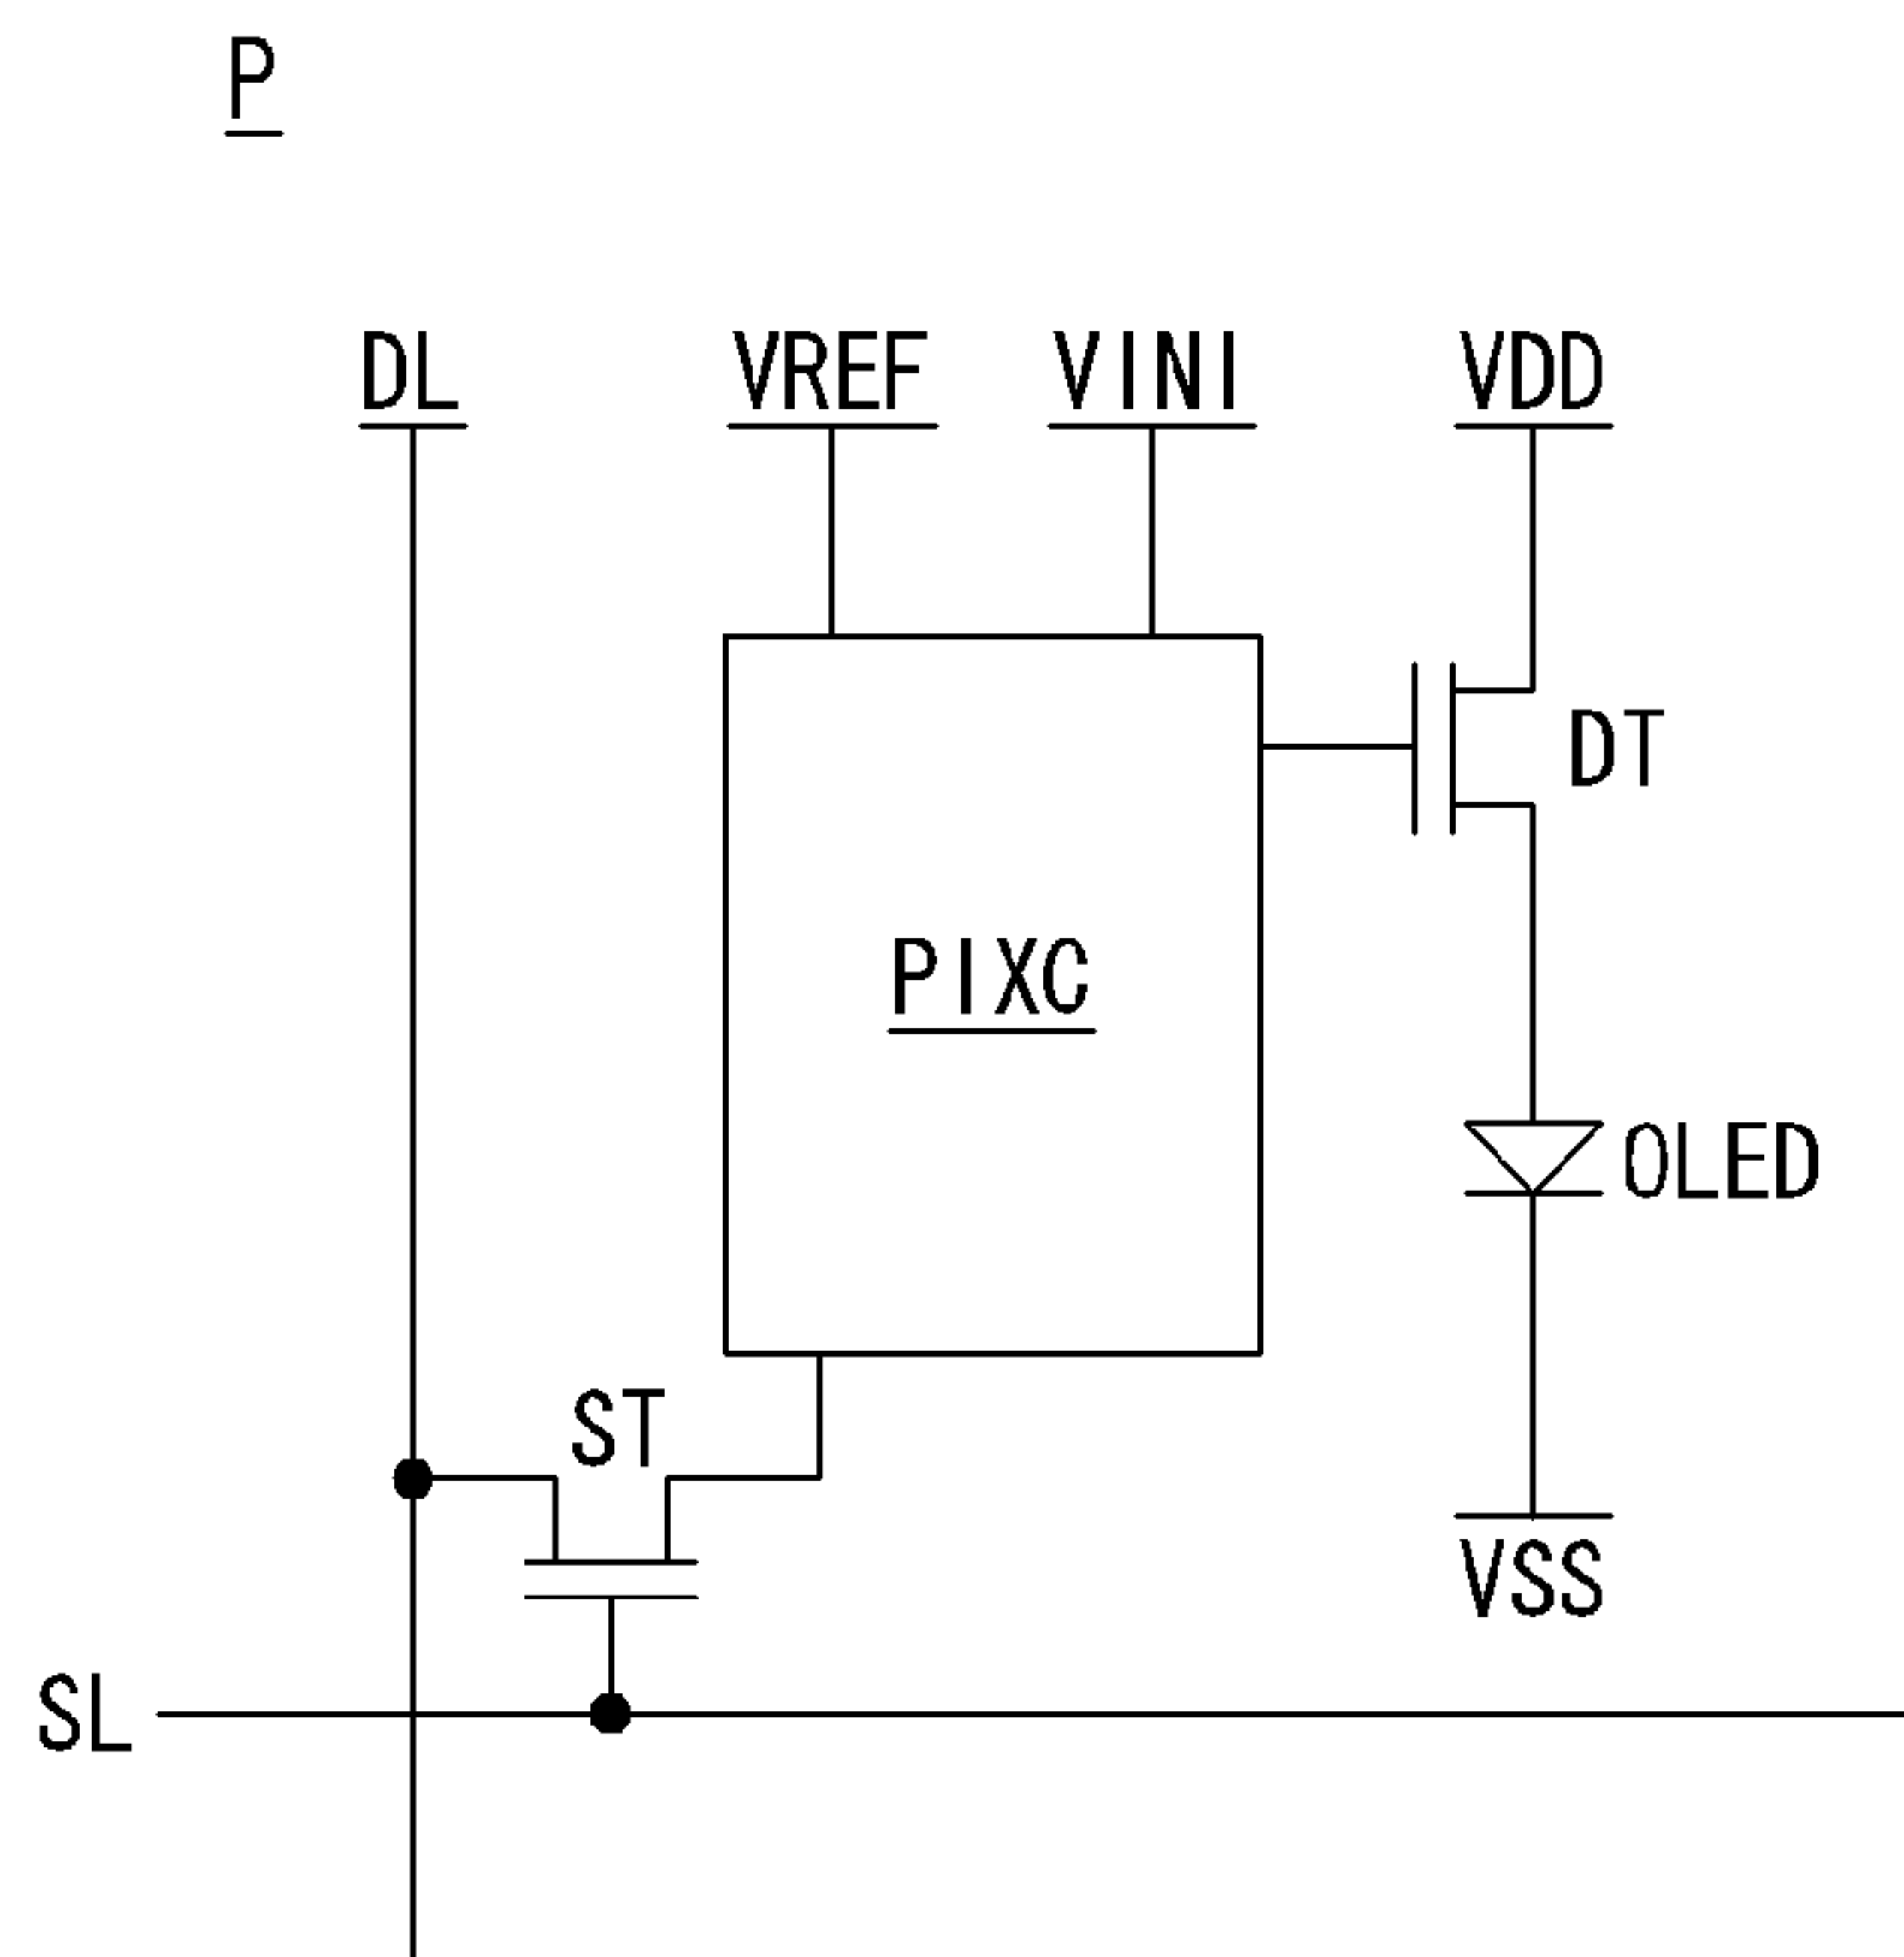 P
DL VREF VINI VDD
DT
PIXC
OLED
ST
VSS
SL